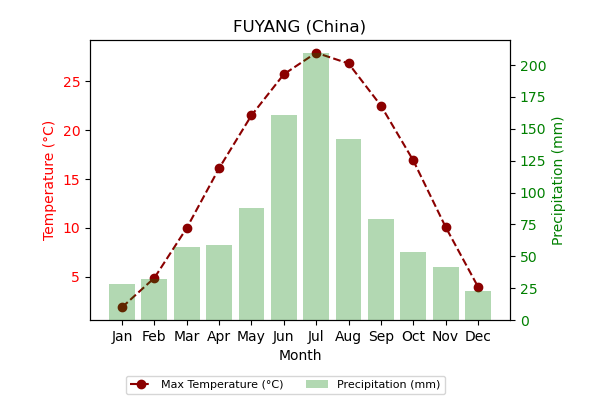 FUYANG (China)
Temperature (°C)
25
20
15
10
5
200
175
150
125
100
75
50
25
0
Precipitation (mm)
Jan Feb Mar Apr May Jun Jul Aug Sep Oct Nov Dec
Month
Max Temperature (°C) Precipitation (mm)